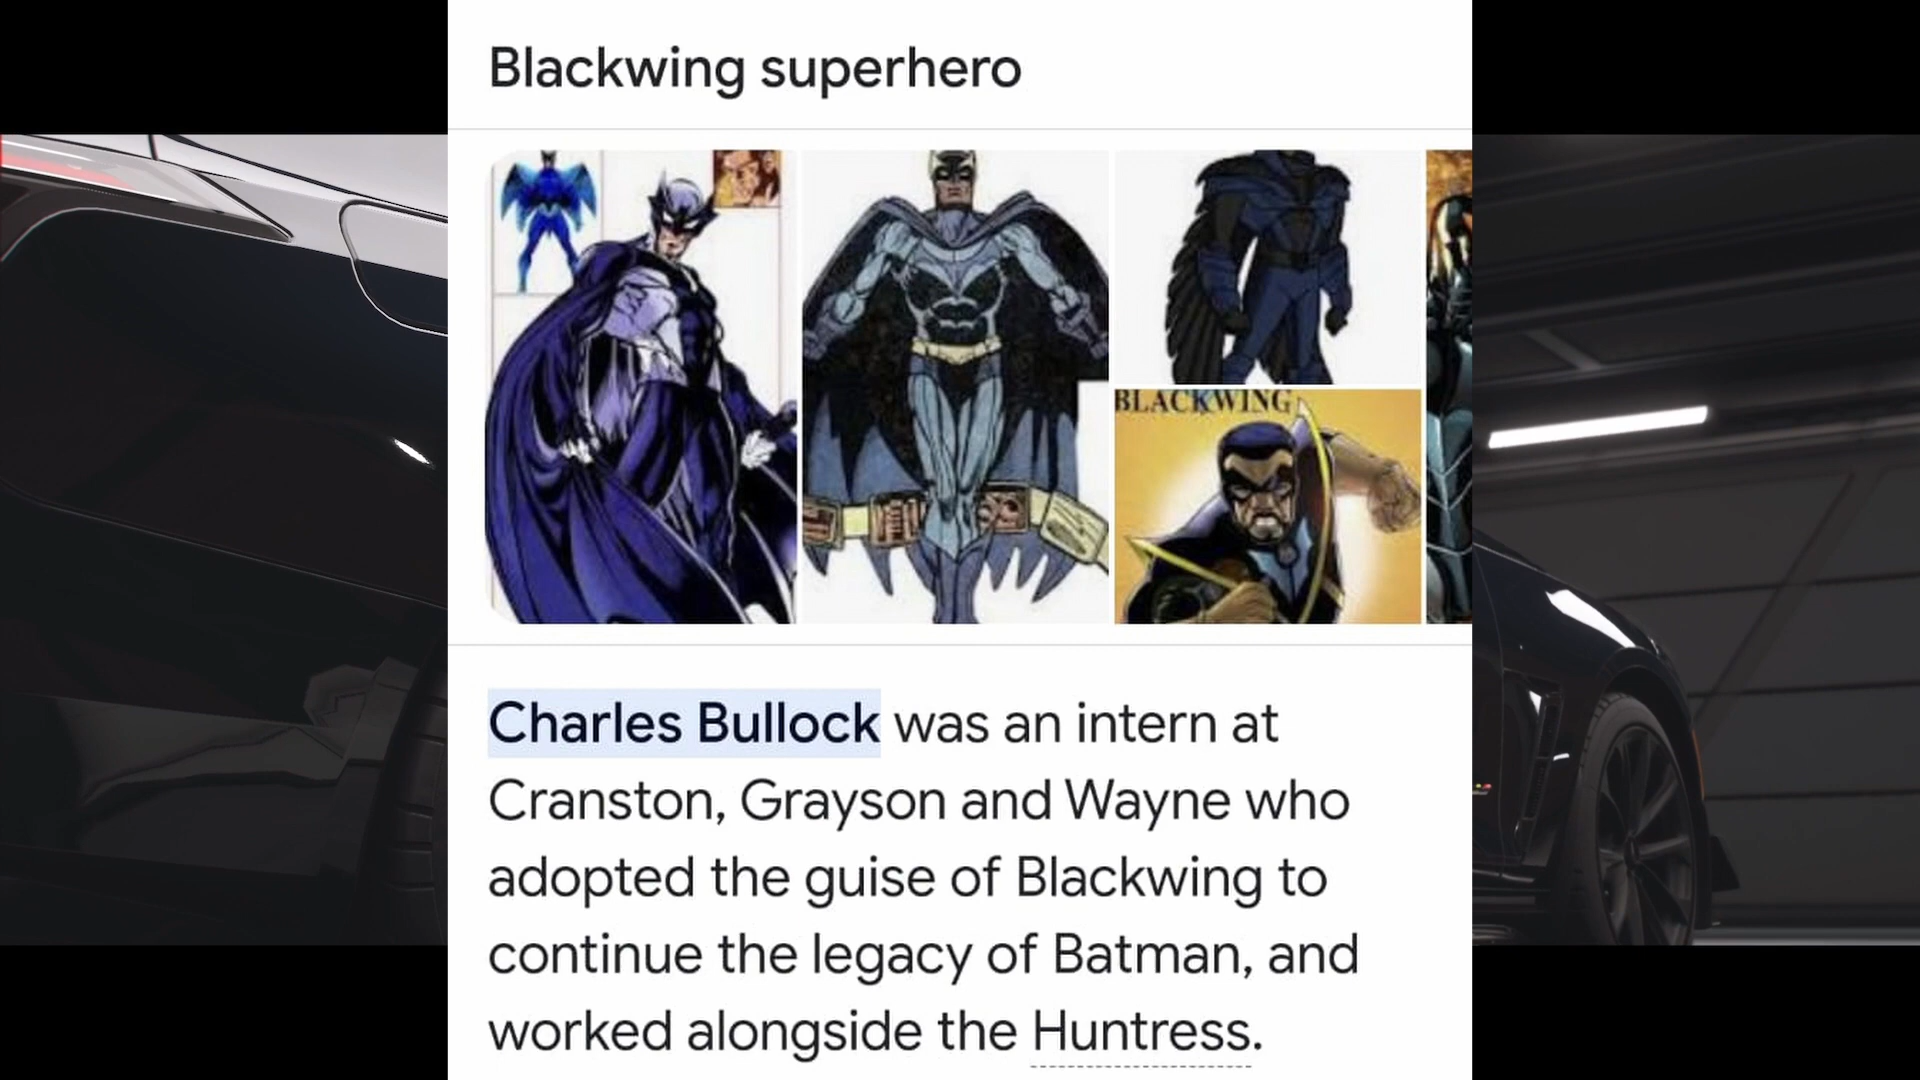 Blackwing superhero
BLACKWING
Charles Bullock was an intern at
Cranston, Grayson and Wayne who
adopted the guise of Blackwing to
continue the legacy of Batman, and
worked alongside the Huntress.